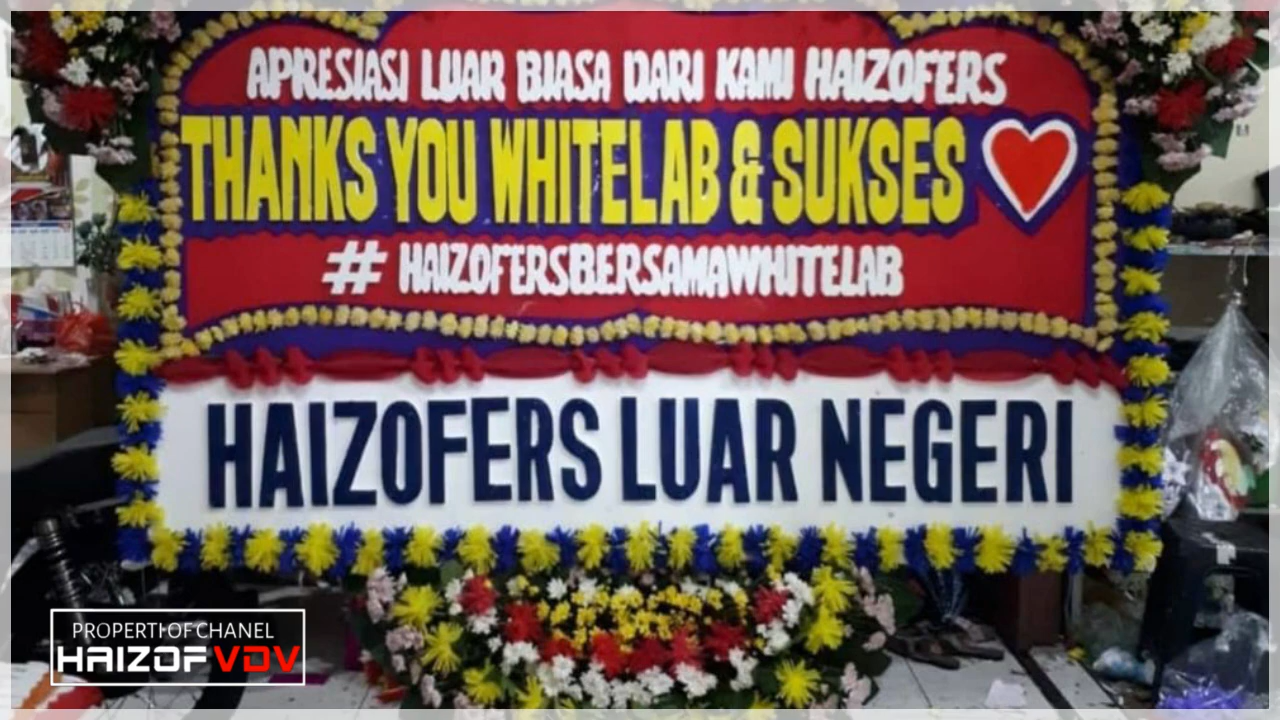 APRESIASI LUAR BIASA DARI KAMI HAIZOFERS
THANKS YOU WHITELAB & SUKSES
# HAIZOFERSBERSAMAWHITELAB
HAIZOFERS LUAR NEGERI
PROPERTI OF CHANEL
HAIZOF VDV